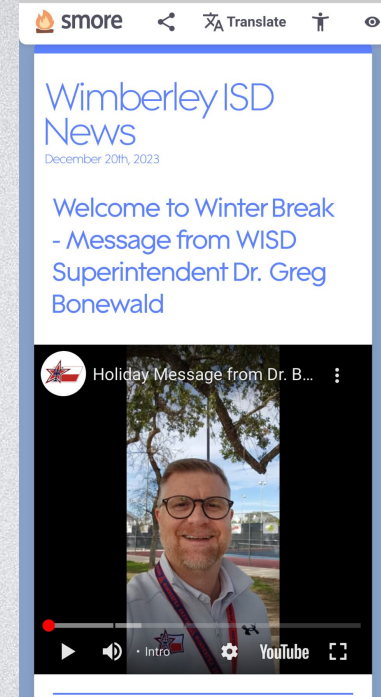 smore
Translate
Wimberley ISD
News
December 20th, 2023
Welcome to Winter Break
- Message from WISD
Superintendent Dr. Greg
Bonewald
Holiday Message from Dr. B...
• Intro
YouTube